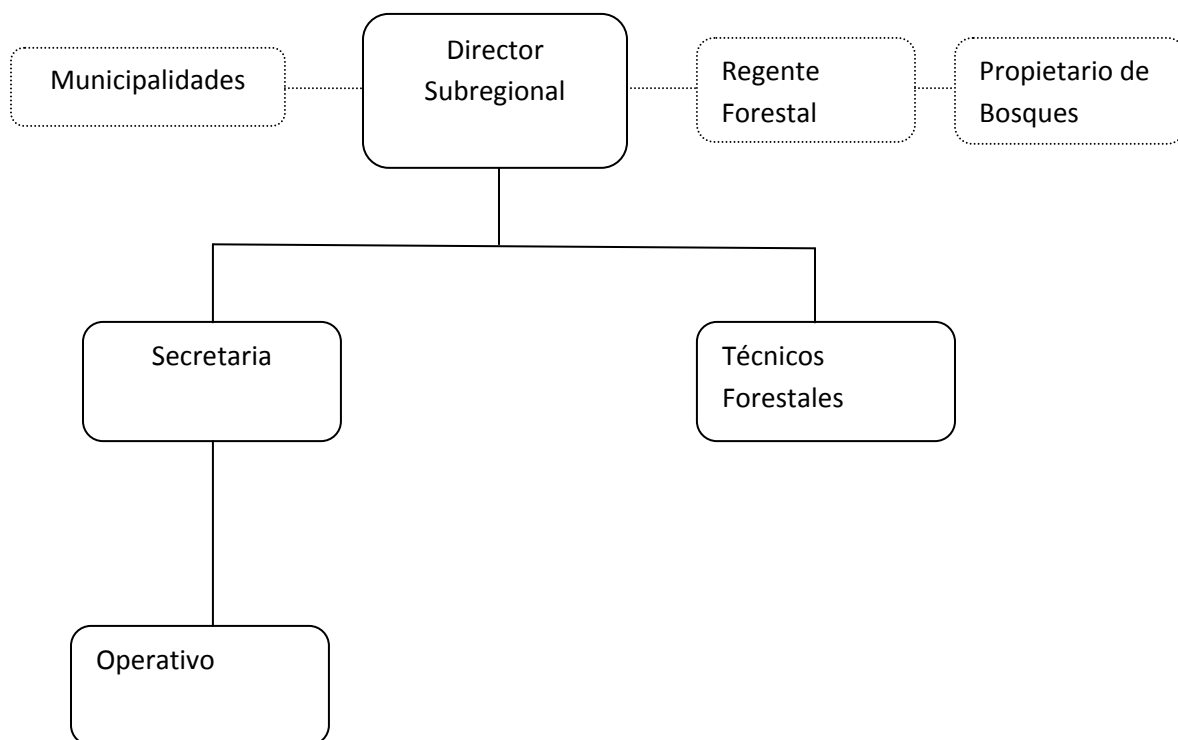 Municipalidades
Director
Subregional
Regente
Forestal
Propietario de
Bosques
Secretaria
Técnicos
Forestales
Operativo